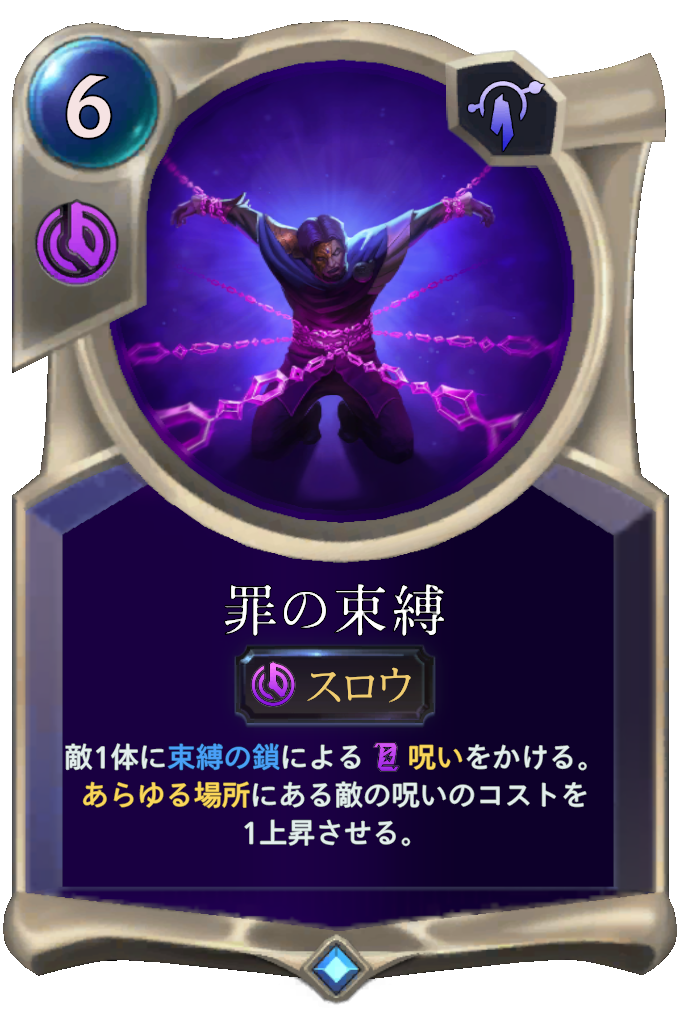 6
罪の束縛
スロウ
敵1体に束縛の鎖による呪いをかける。
あらゆる場所にある敵の呪いのコストを
1上昇させる。